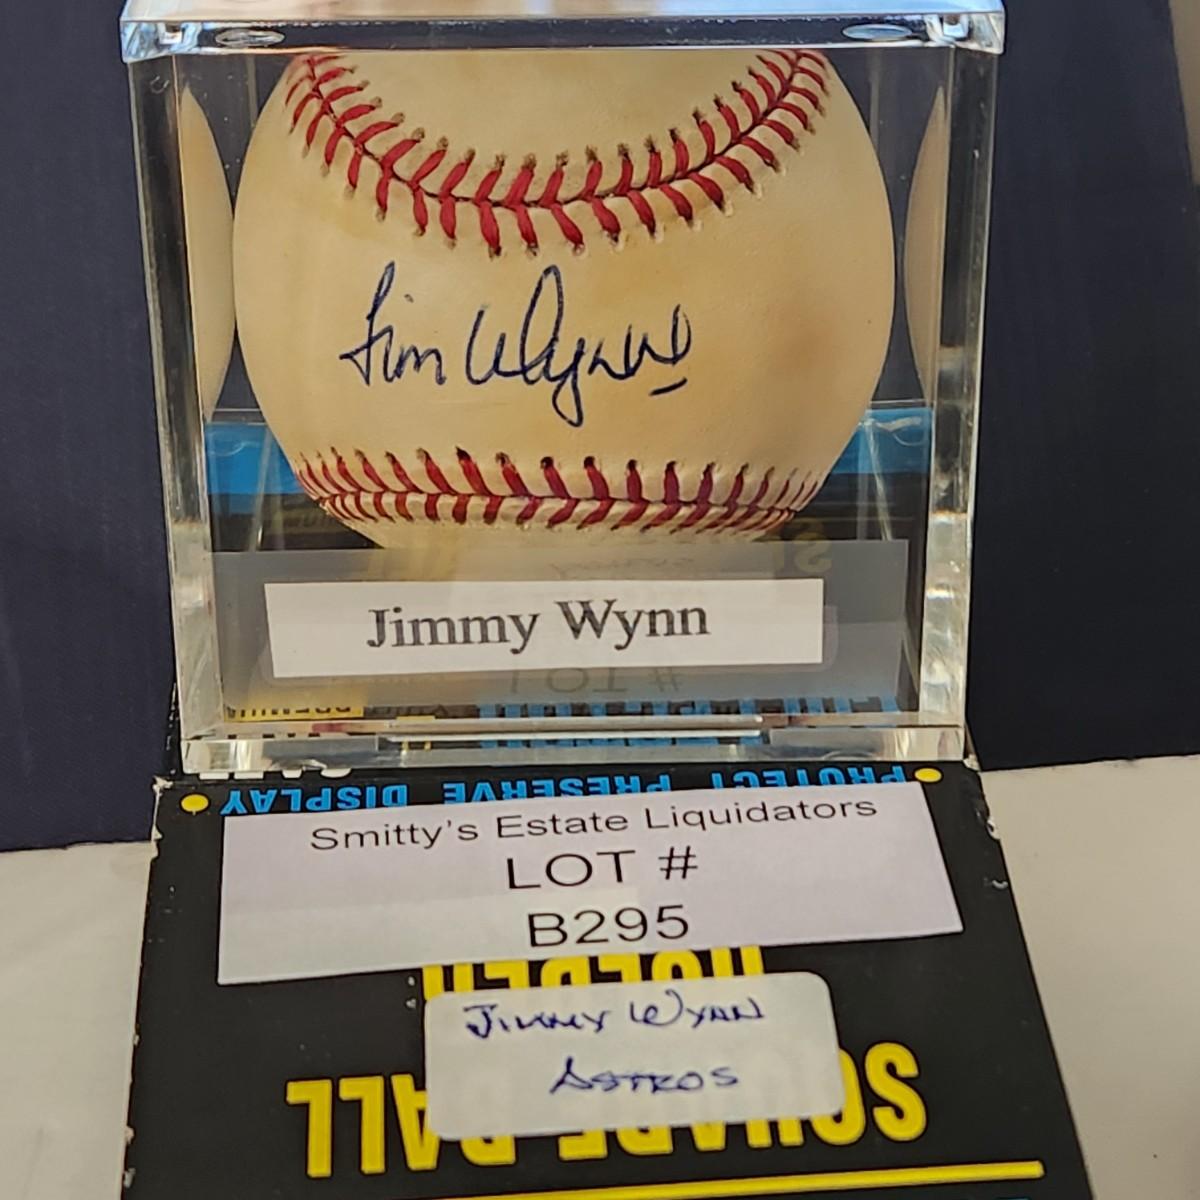 Jim Wynn
Jimmy Wynn
PROTECT PRESERVE DISPLAY
Smitty's Estate Liquidators
LOT #
B295
HOLDER
Jimmy Wynn
Astros
SQUARE BALL